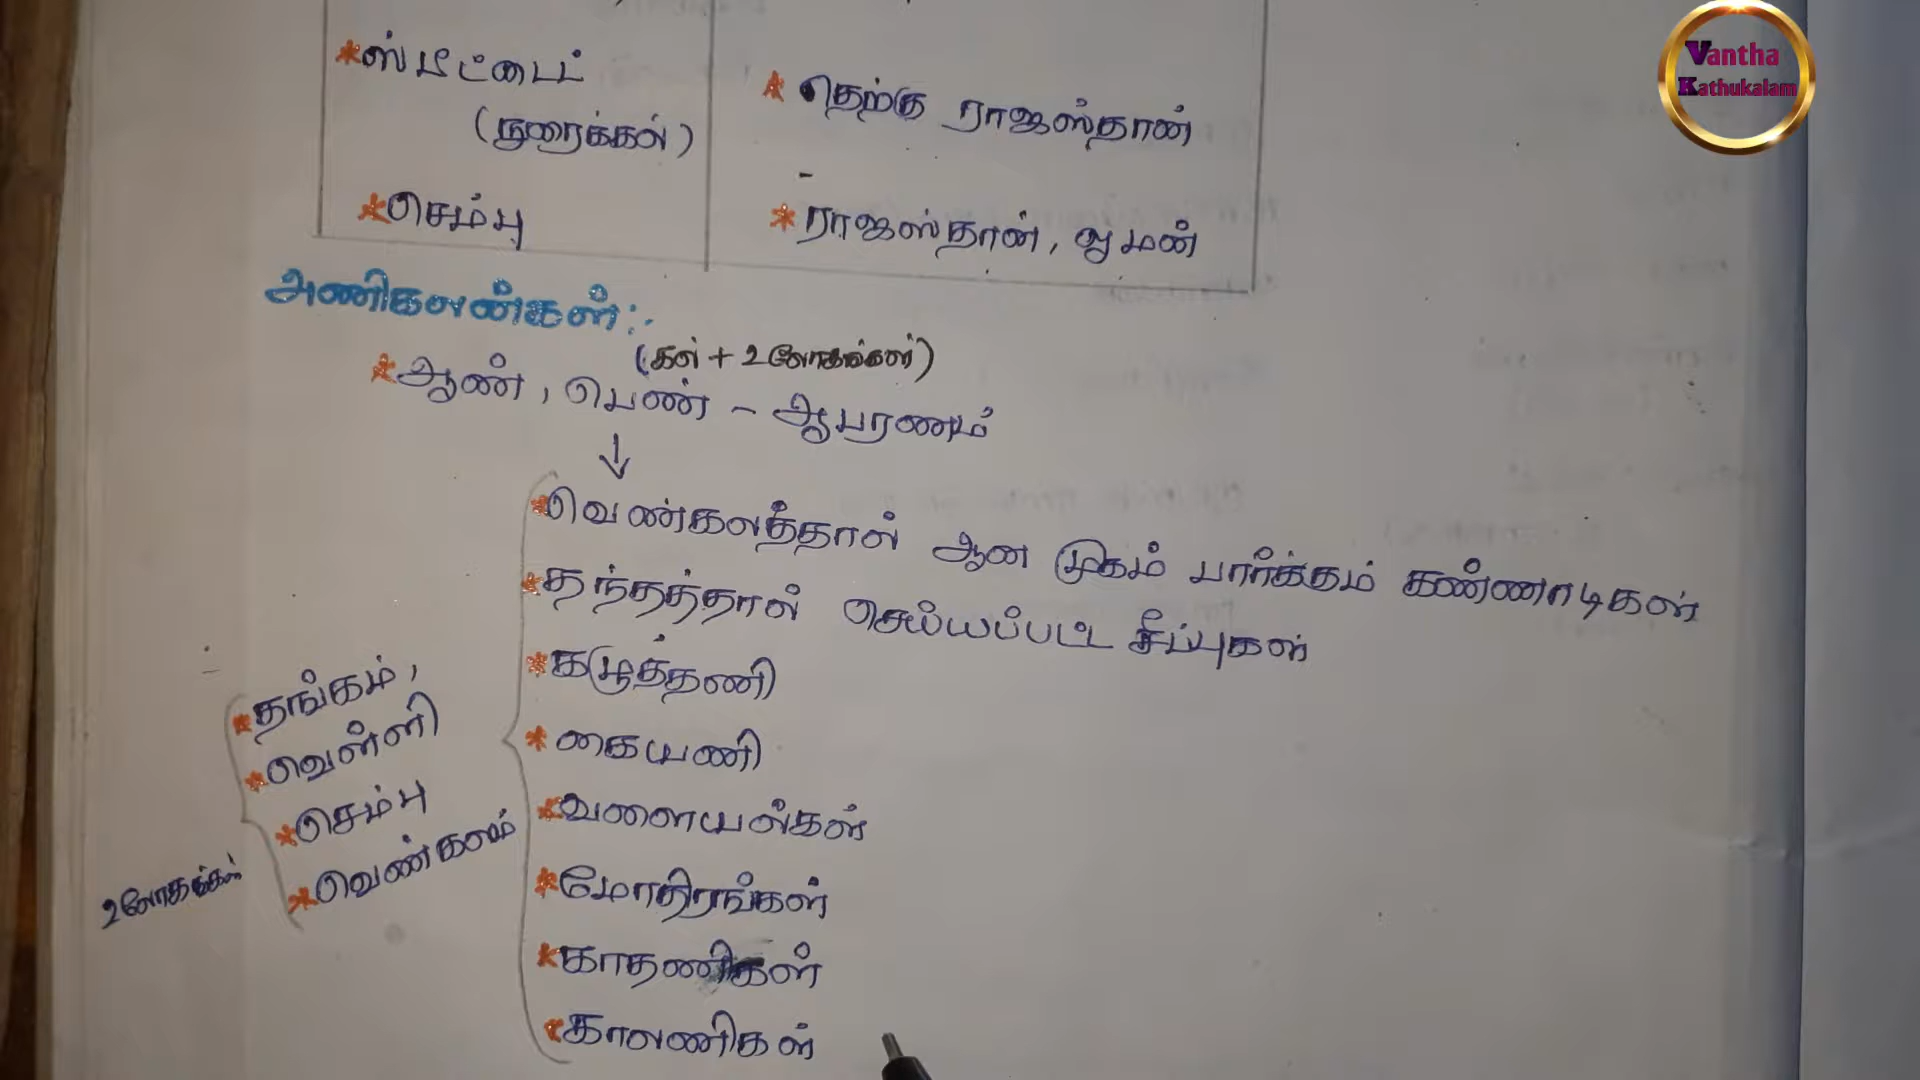 Vantha
Kathukalam
*ஸ்டீட்டைட்
(நுரைக்கல்)
* தெற்கு ராஜஸ்தான்
*செம்பு
* ராஜஸ்தான், ஓமன்
அணிகலன்கள்:-
(கல் + உலோகங்கள்)
*ஆண், பெண் - ஆபரணம்
*வெண்கலத்தால் ஆன முகம் பார்க்கும் கண்ணாடிகள்
*தந்தத்தால் செய்யப்பட்ட சீப்புகள்
*கழுத்தணி
* கையணி
*வளையல்கள்
*மோதிரங்கள்
*காதணிகள்
*காலணிகள்
*தங்கம்,
*வெள்ளி
*செம்பு
*வெண்கலம்
உலோகங்கள்